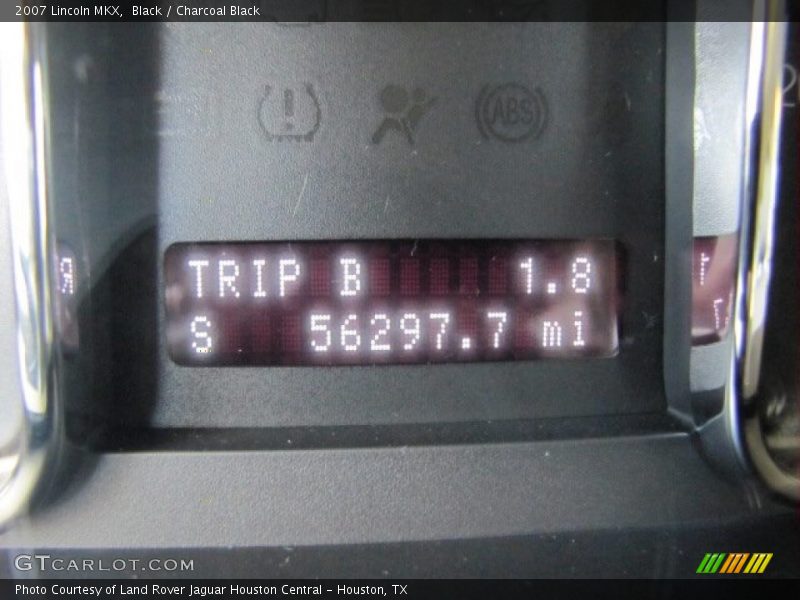 2007 Lincoln MKX, Black / Charcoal Black
ABS
TRIP B 1.8
S 56297.7 mi
GTCARLOT.COM
Photo Courtesy of Land Rover Jaguar Houston Central - Houston, TX